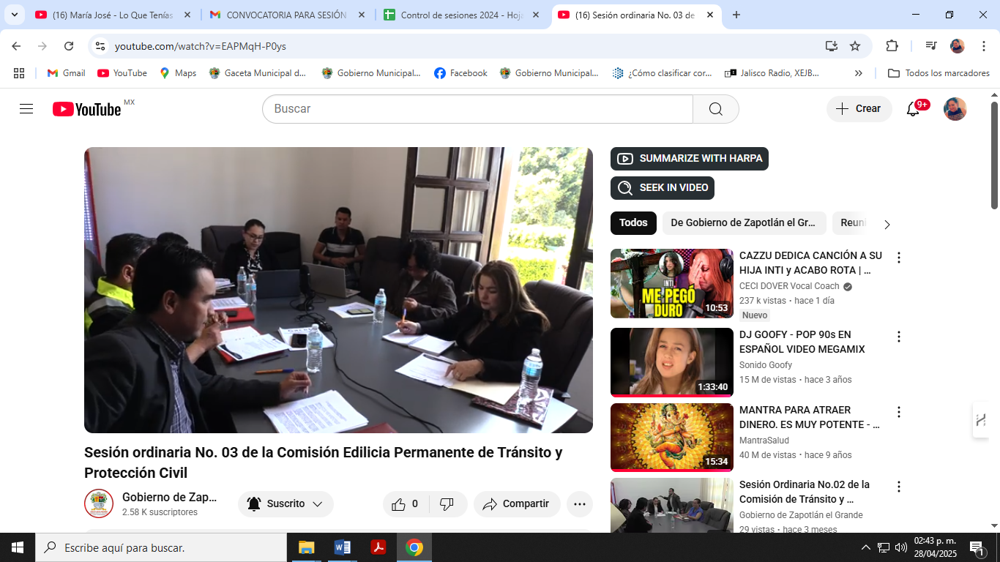 (16) María José - Lo Que Tenías
CONVOCATORIA PARA SESIÓN
Control de sesiones 2024 - Hoja
(16) Sesión ordinaria No. 03 de
youtube.com/watch?v=EAPMqH-P0ys
Gmail
YouTube
Maps
Gaceta Municipal d...
Gobierno Municipal...
Facebook
Gobierno Municipal...
¿Cómo clasificar cor...
Jalisco Radio, XEJB...
»
Todos los marcadores
YouTube MX
Buscar
Crear
9+
SUMMARIZE WITH HARPA
SEEK IN VIDEO
Todos
De Gobierno de Zapotlán el Gr...
Reuni
INTI
ME PEGÓ
DURO
10:53
CAZZU DEDICA CANCIÓN A SU
HIJA INTI y ACABO ROTA | ...
CECI DOVER Vocal Coach
237 k vistas • hace 1 día
Nuevo
1:33:40
DJ GOOFY - POP 90s EN
ESPAÑOL VIDEO MEGAMIX
Sonido Goofy
15 M de vistas • hace 3 años
15:34
MANTRA PARA ATRAER
DINERO. ES MUY POTENTE - ...
MantraSalud
40 M de vistas • hace 9 años
Sesión Ordinaria No.02 de la
Comisión de Tránsito y ...
Gobierno de Zapotlán el Grande
29 vistas • hace 3 meses
Sesión ordinaria No. 03 de la Comisión Edilicia Permanente de Tránsito y
Protección Civil
Gobierno de Zap...
2.58 K suscriptores
Suscrito
0
Compartir
Escribe aquí para buscar.
02:43 p. m.
28/04/2025
1